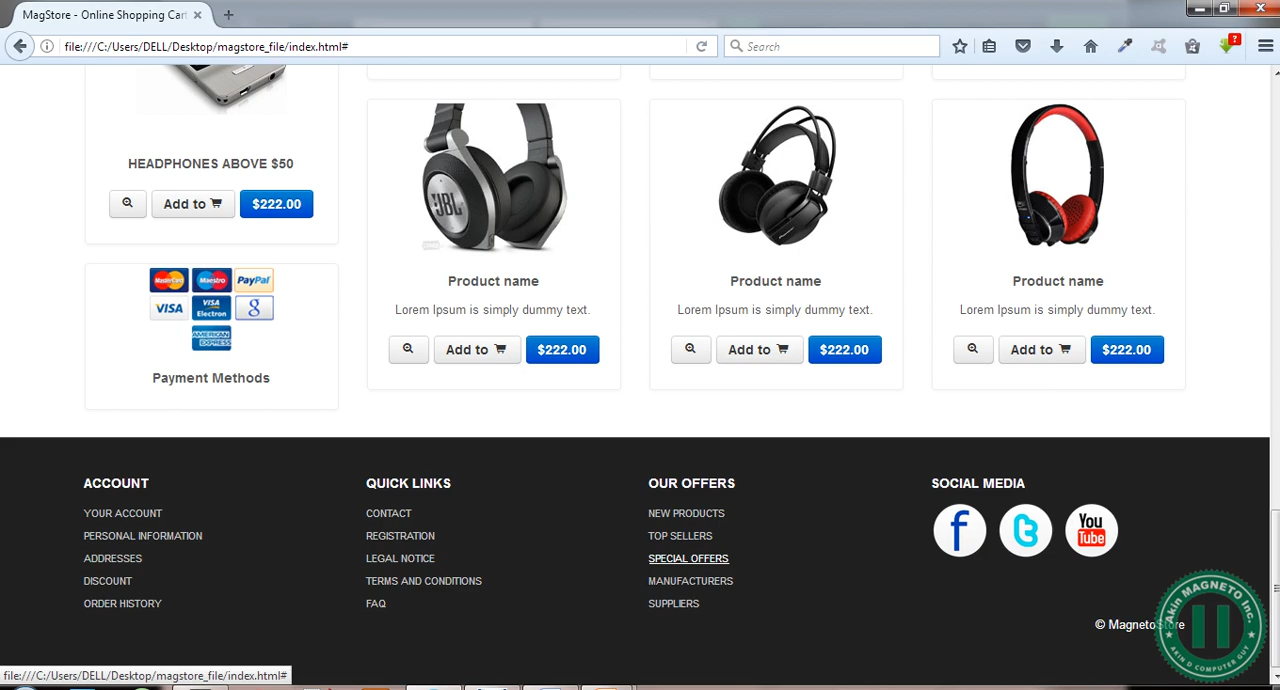 MagStore - Online Shopping Car
file:///C:/Users/DELL/Desktop/magstore_file/index.html#
Search
?
HEADPHONES ABOVE $50
Add to
$222.00
MasterCard
Maestro
PayPal
VISA
VISA Electron
g
AMERICAN EXPRESS
Payment Methods
JBL
Product name
Lorem Ipsum is simply dummy text.
Add to
$222.00
Product name
Lorem Ipsum is simply dummy text.
Add to
$222.00
Product name
Lorem Ipsum is simply dummy text.
Add to
$222.00
ACCOUNT
YOUR ACCOUNT
PERSONAL INFORMATION
ADDRESSES
DISCOUNT
ORDER HISTORY
QUICK LINKS
CONTACT
REGISTRATION
LEGAL NOTICE
TERMS AND CONDITIONS
FAQ
OUR OFFERS
NEW PRODUCTS
TOP SELLERS
SPECIAL OFFERS
MANUFACTURERS
SUPPLIERS
SOCIAL MEDIA
f
t
You
Tube
© Magneto Store
Akin MAGNETO Inc.
AKIN D COMPUTER GUY
file:///C:/Users/DELL/Desktop/magstore_file/index.html#